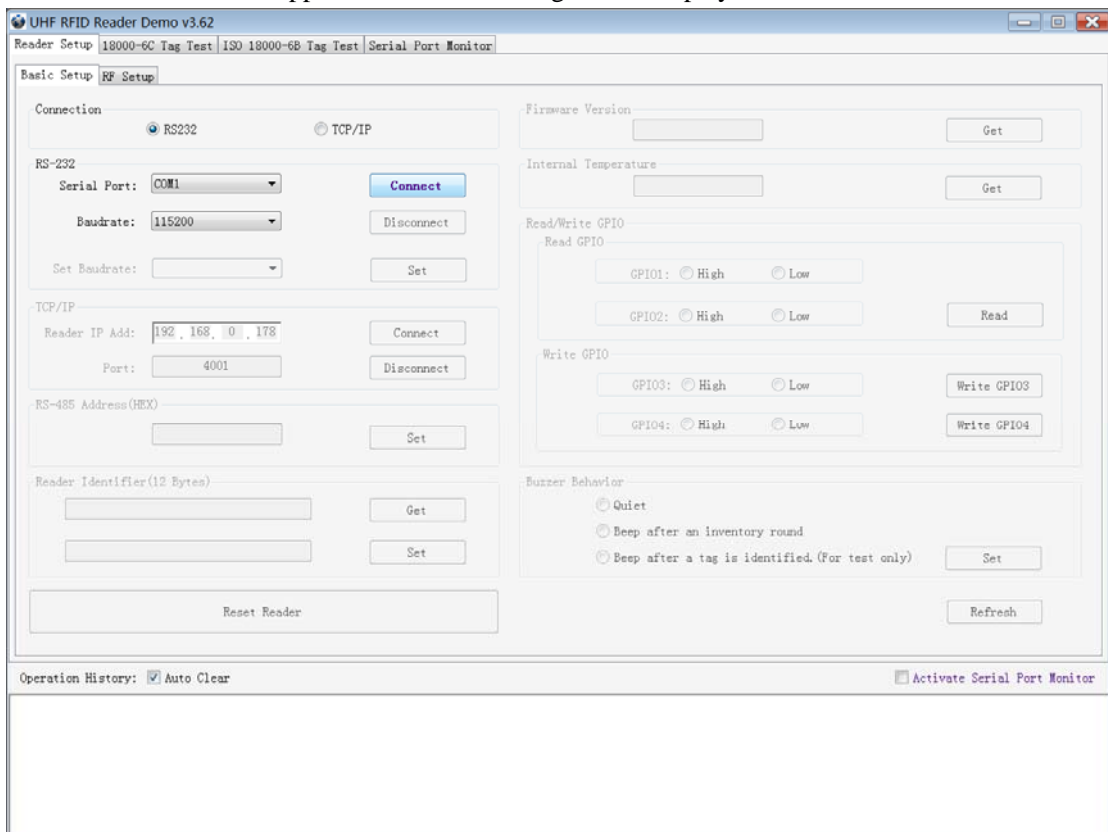 UHF RFID Reader Demo v3.62
Reader Setup 18000-6C Tag Test ISO 18000-6B Tag Test Serial Port Monitor
Basic Setup RF Setup
Connection
RS232 TCP/IP
RS-232
Serial Port: COM1 Connect
Baudrate: 115200 Disconnect
Set Baudrate: Set
TCP/IP
Reader IP Add: 192 . 168 . 0 . 178 Connect
Port: 4001 Disconnect
RS-485 Address(HEX)
Set
Reader Identifier(12 Bytes)
Get
Set
Reset Reader
Firmware Version
Get
Internal Temperature
Get
Read/Write GPIO
Read GPIO
GPIO1: High Low
GPIO2: High Low Read
Write GPIO
GPIO3: High Low Write GPIO3
GPIO4: High Low Write GPIO4
Buzzer Behavior
Quiet
Beep after an inventory round
Beep after a tag is identified.(For test only) Set
Refresh
Operation History: Auto Clear Activate Serial Port Monitor